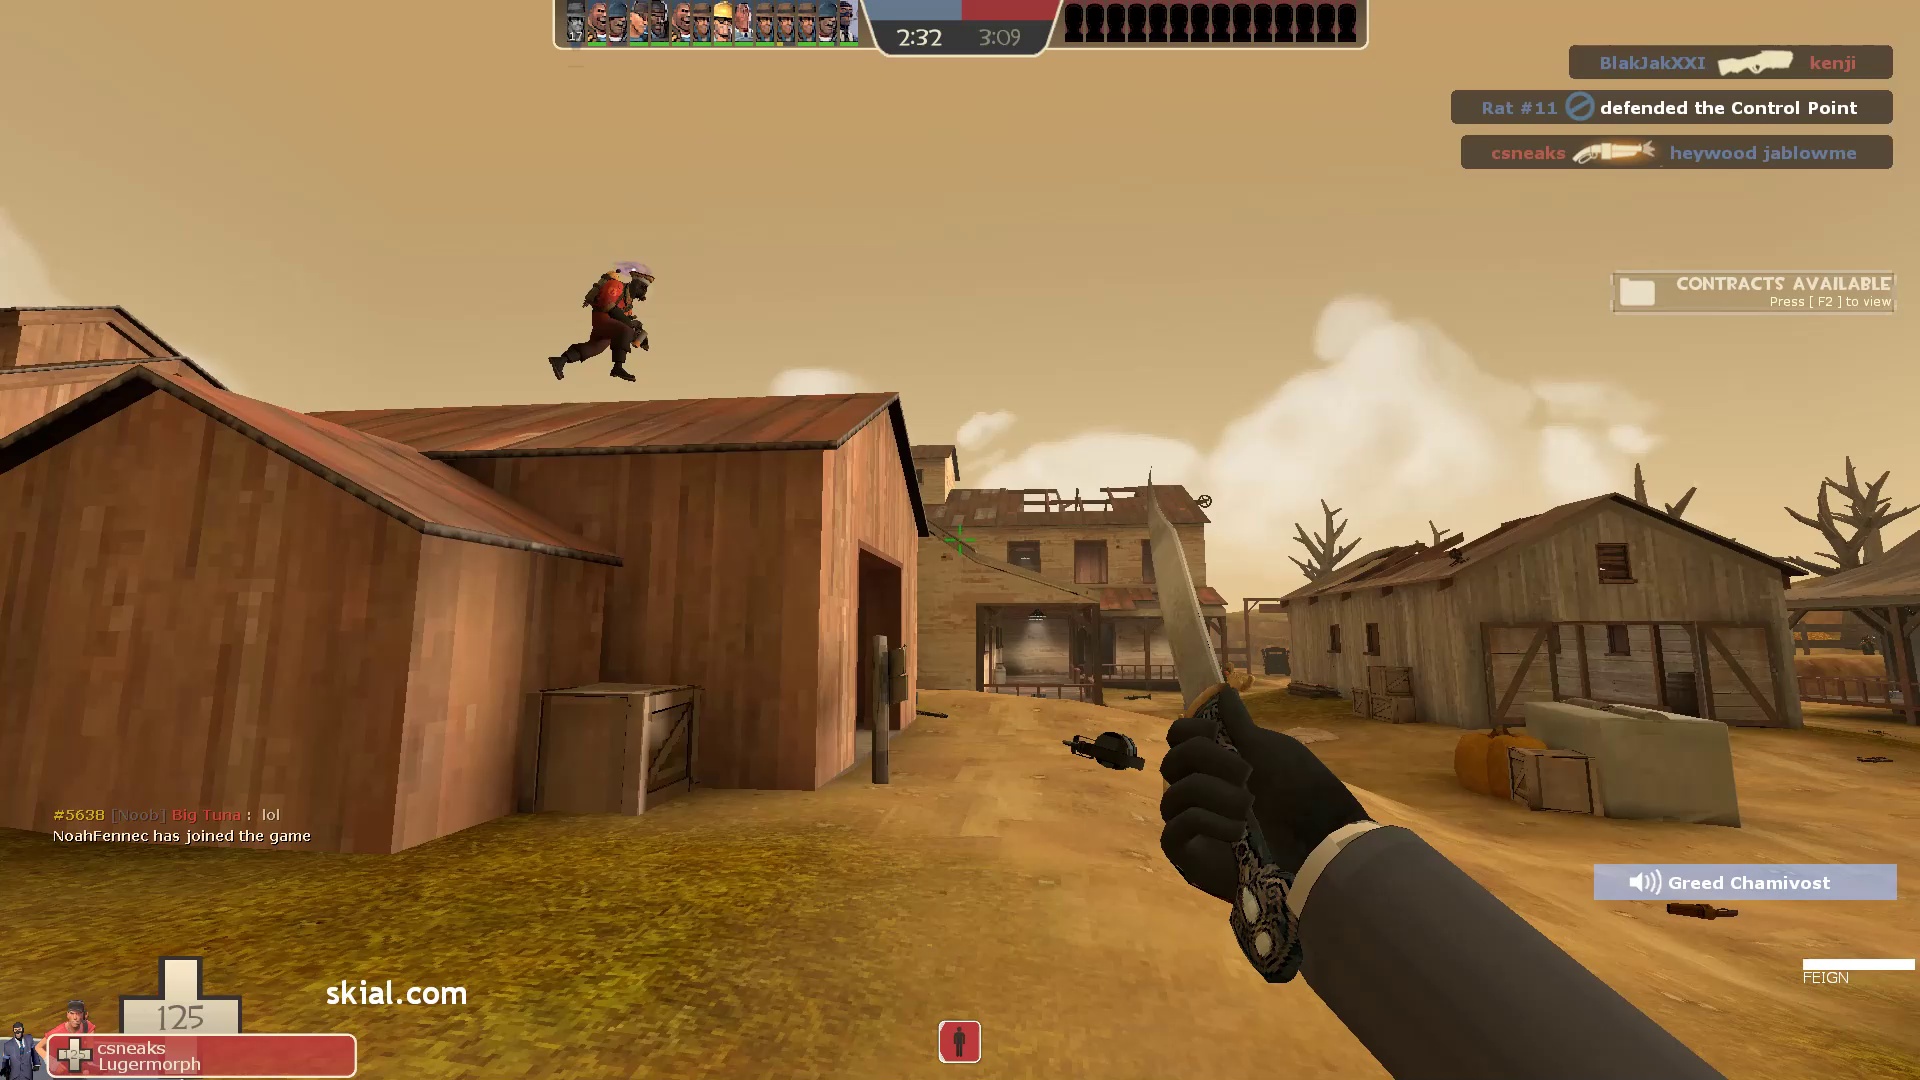 17
2:32 3:09
BlakJakXXI kenji
Rat #11 defended the Control Point
csneaks heywood jablowme
CONTRACTS AVAILABLE
Press [ F2 ] to view
#5638 [Noob] Big Tuna : lol
NoahFennec has joined the game
Greed Chamivost
FEIGN
skial.com
125
125
csneaks
Lugermorph